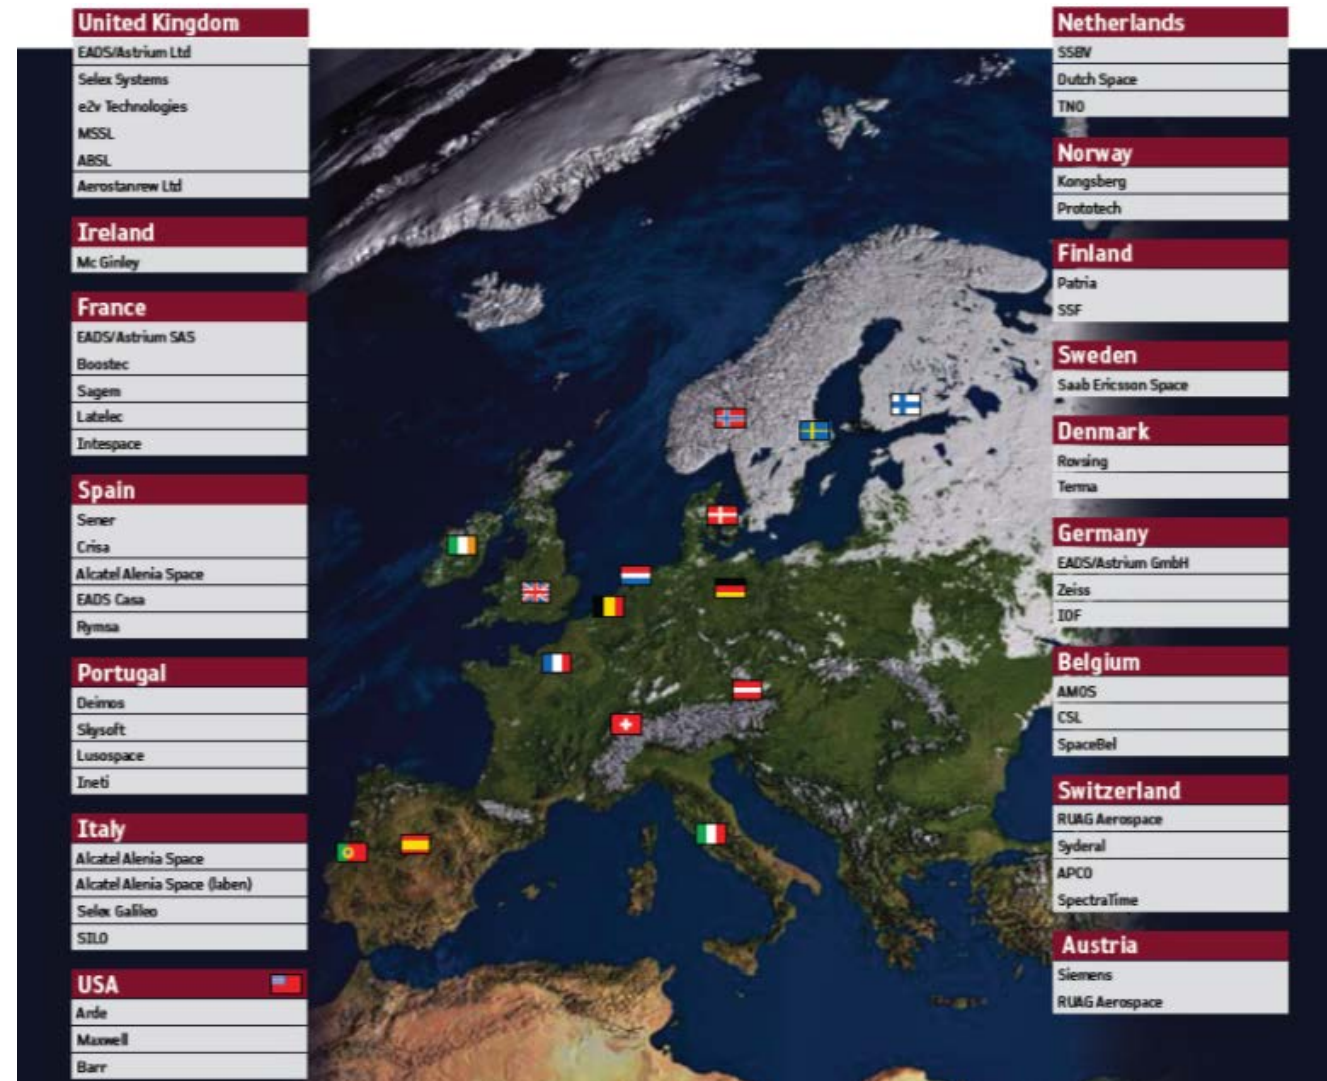 United Kingdom
EADS/Astrium Ltd
Selex Systems
e2v Technologies
MSSL
ABSL
Aerostanrew Ltd
Ireland
Mc Ginley
France
EADS/Astrium SAS
Boostec
Sagem
Latelec
Intespace
Spain
Sener
Crisa
Alcatel Alenia Space
EADS Casa
Rymsa
Portugal
Deimos
Skysoft
Lusospace
Ineti
Italy
Alcatel Alenia Space
Alcatel Alenia Space (laben)
Selex Galileo
SILO
USA
Arde
Maxwell
Barr
Netherlands
SSBV
Dutch Space
TNO
Norway
Kongsberg
Prototech
Finland
Patria
SSF
Sweden
Saab Ericsson Space
Denmark
Rovsing
Terma
Germany
EADS/Astrium GmbH
Zeiss
IOF
Belgium
AMOS
CSL
SpaceBel
Switzerland
RUAG Aerospace
Syderal
APCO
SpectraTime
Austria
Siemens
RUAG Aerospace